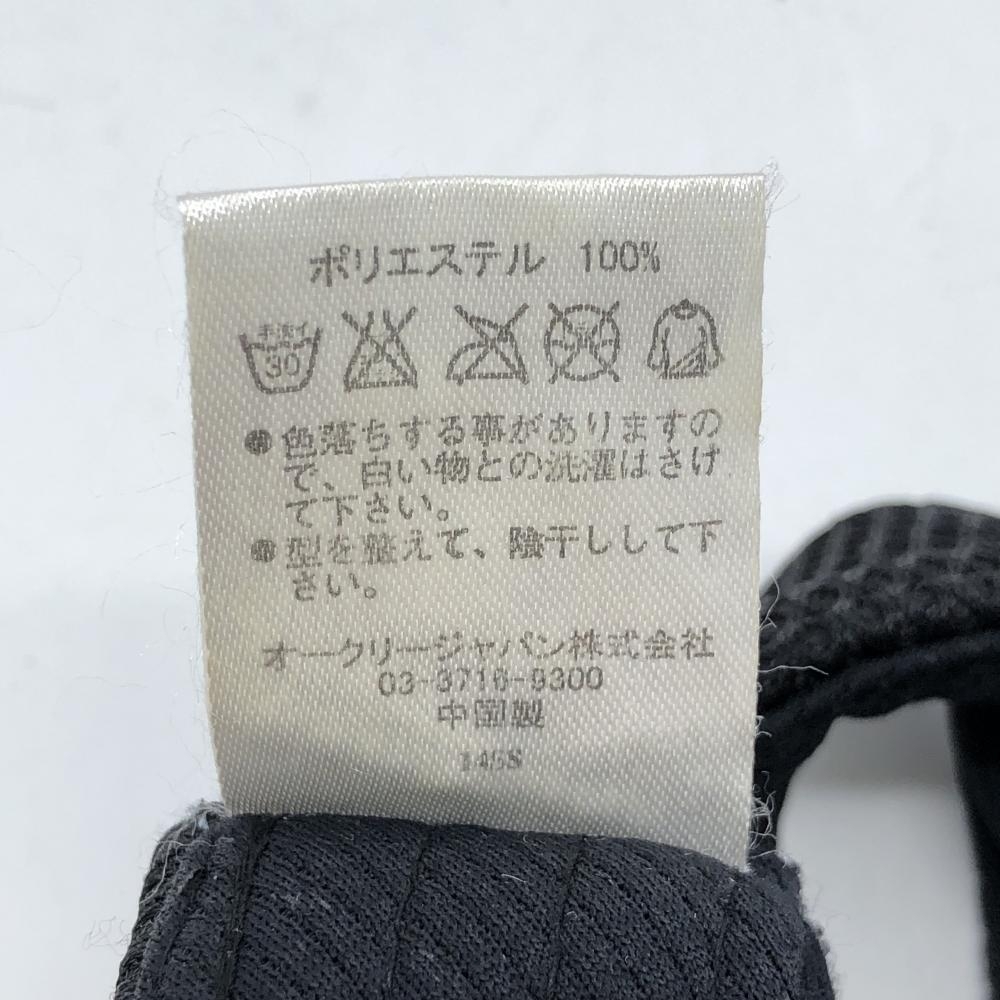 ポリエステル 100%
手洗イ
30
●色落ちする事がありますの
で、白い物との洗濯はさけ
て下さい。
●型を整えて、陰干しして下
さい。
オークリージャパン株式会社
03-3716-9300
中国製